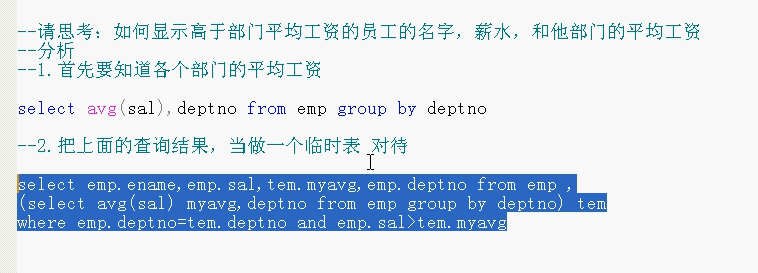 --请思考：如何显示高于部门平均工资的员工的名字，薪水，和他部门的平均工资
--分析
--1.首先要知道各个部门的平均工资
select avg(sal),deptno from emp group by deptno
--2.把上面的查询结果，当做一个临时表 对待
select emp.ename,emp.sal,tem.myavg,emp.deptno from emp ,
(select avg(sal) myavg,deptno from emp group by deptno) tem
where emp.deptno=tem.deptno and emp.sal>tem.myavg